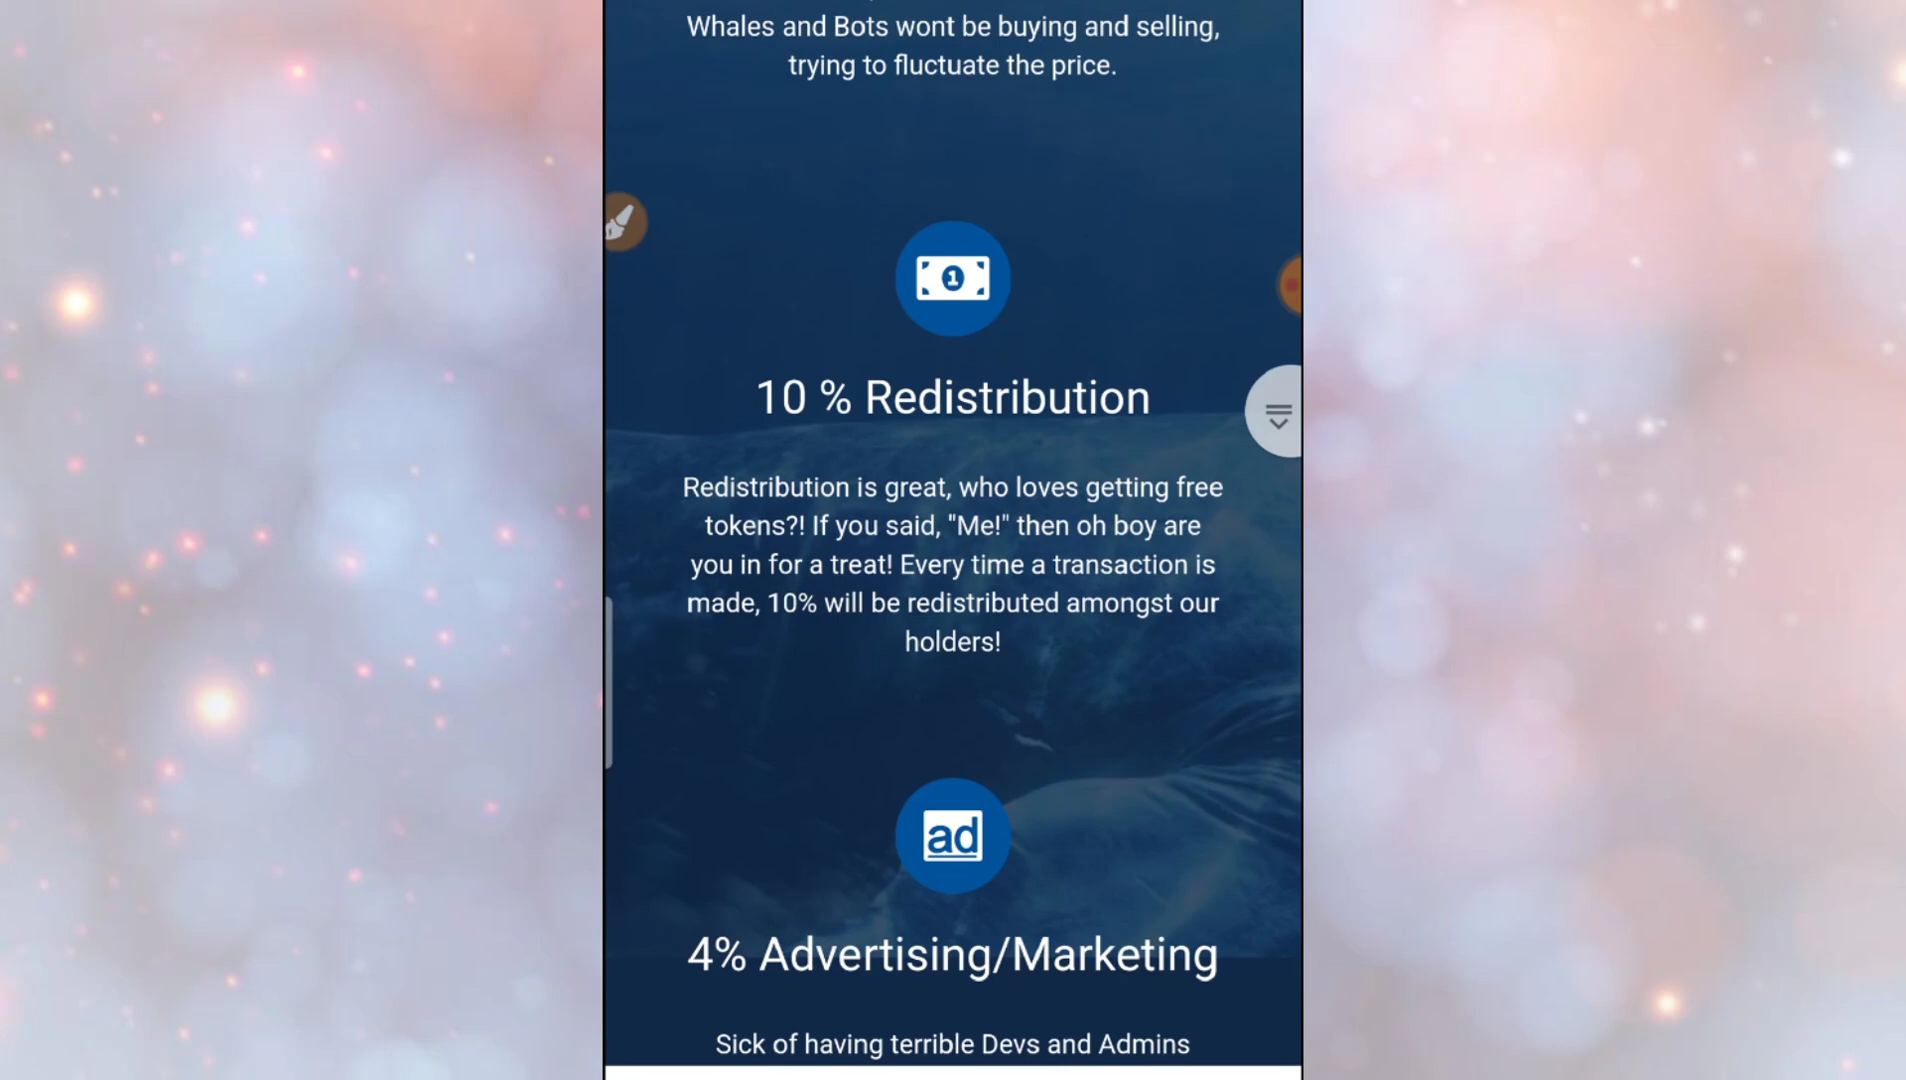 Whales and Bots wont be buying and selling,
trying to fluctuate the price.
1
10 % Redistribution
Redistribution is great, who loves getting free
tokens?! If you said, "Me!" then oh boy are
you in for a treat! Every time a transaction is
made, 10% will be redistributed amongst our
holders!
ad
4% Advertising/Marketing
Sick of having terrible Devs and Admins